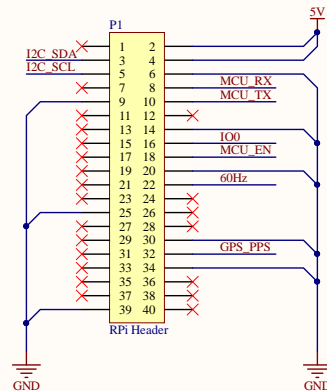 P1
5V
1 2
I2C_SDA 3 4
I2C_SCL 5 6
7 8 MCU_RX
9 10 MCU_TX
11 12
13 14
15 16 IO0
17 18 MCU_EN
19 20
21 22 60Hz
23 24
25 26
27 28
29 30
31 32 GPS_PPS
33 34
35 36
37 38
39 40
RPi Header
GND GND